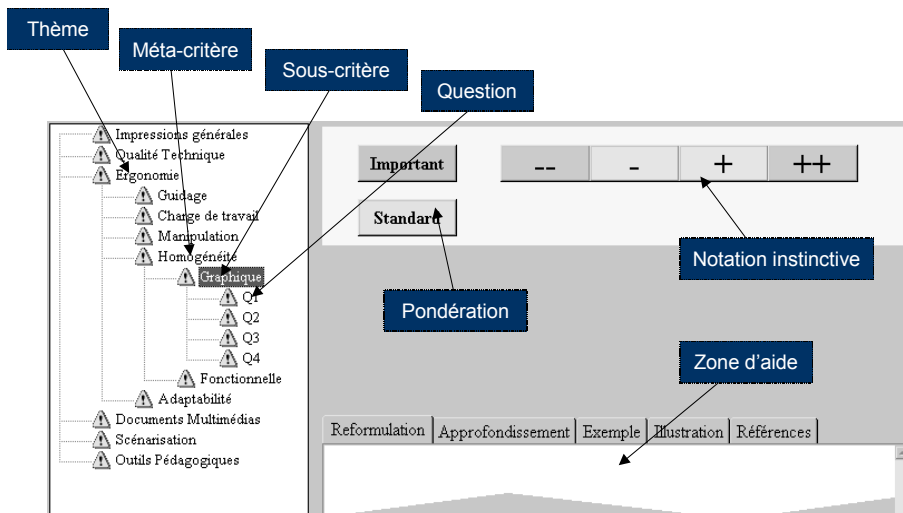 Thème
Méta-critère
Sous-critère
Question
Impressions générales
Qualité Technique
Ergonomie
Guidage
Charge de travail
Manipulation
Homogénéité
Graphique
Q1
Q2
Q3
Q4
Fonctionnelle
Adaptabilité
Documents Multimédias
Scénarisation
Outils Pédagogiques
Important -- - + ++
Standard
Notation instinctive
Pondération
Zone d'aide
Reformulation Approfondissement Exemple Illustration Références